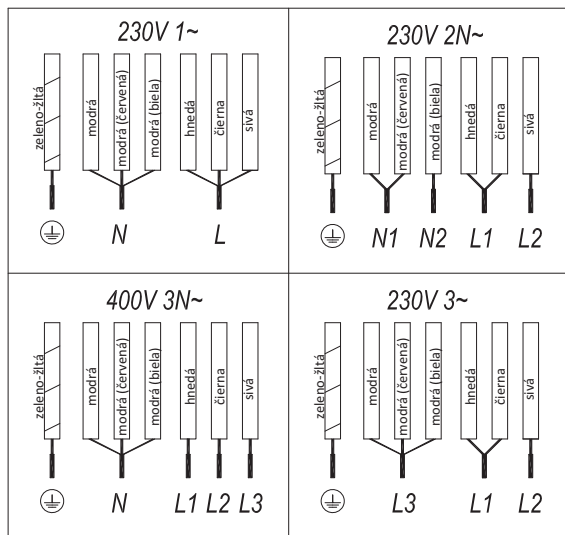 230V 1~
zeleno-žltá
modrá
modrá (červená)
modrá (biela)
hnedá
čierna
sivá
N
L
230V 2N~
zeleno-žltá
modrá
modrá (červená)
modrá (biela)
hnedá
čierna
sivá
N1 N2 L1 L2
400V 3N~
zeleno-žltá
modrá
modrá (červená)
modrá (biela)
hnedá
čierna
sivá
N L1 L2 L3
230V 3~
zeleno-žltá
modrá
modrá (červená)
modrá (biela)
hnedá
čierna
sivá
L3 L1 L2